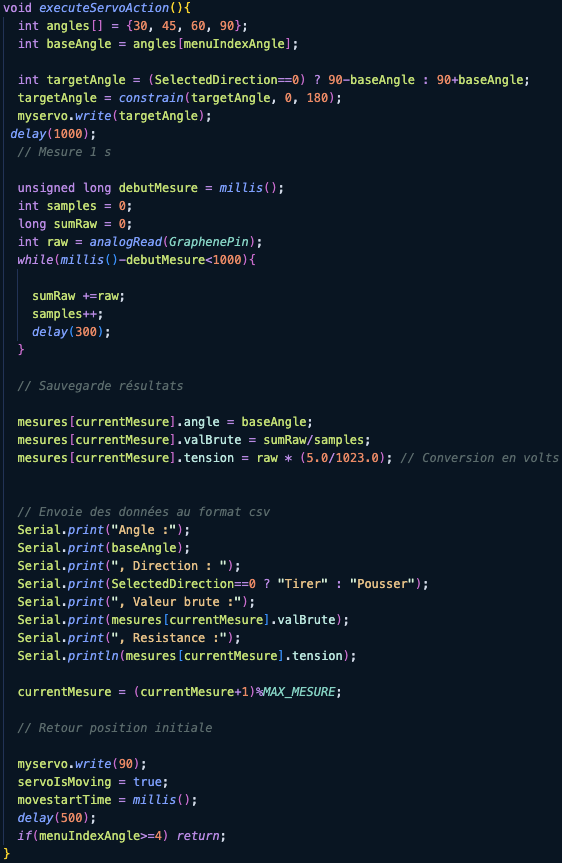 void executeServoAction(){
  int angles[] = {30, 45, 60, 90};
  int baseAngle = angles[menuIndexAngle];

  int targetAngle = (SelectedDirection==0) ? 90-baseAngle : 90+baseAngle;
  targetAngle = constrain(targetAngle, 0, 180);
  myservo.write(targetAngle);
 delay(1000);
  // Mesure 1 s

  unsigned long debutMesure = millis();
  int samples = 0;
  long sumRaw = 0;
  int raw = analogRead(GraphenePin);
  while(millis()-debutMesure<1000){

    sumRaw +=raw;
    samples++;
    delay(300);
  }

  // Sauvegarde résultats

  mesures[currentMesure].angle = baseAngle;
  mesures[currentMesure].valBrute = sumRaw/samples;
  mesures[currentMesure].tension = raw * (5.0/1023.0); // Conversion en volts


  // Envoie des données au format csv
  Serial.print("Angle :");
  Serial.print(baseAngle);
  Serial.print(", Direction : ");
  Serial.print(SelectedDirection==0 ? "Tirer" : "Pousser");
  Serial.print(", Valeur brute :");
  Serial.print(mesures[currentMesure].valBrute);
  Serial.print(", Resistance :");
  Serial.println(mesures[currentMesure].tension);

  currentMesure = (currentMesure+1)%MAX_MESURE;

  // Retour position initiale

  myservo.write(90);
  servoIsMoving = true;
  movestartTime = millis();
  delay(500);
  if(menuIndexAngle>=4) return;
}